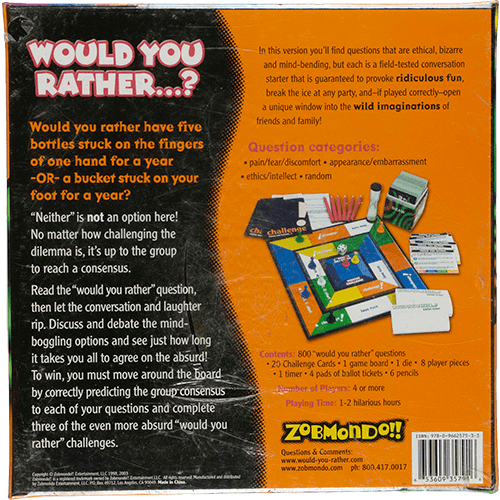 WOULD YOU
RATHER...?
Would you rather have five
bottles stuck on the fingers
of one hand for a year
-OR- a bucket stuck on your
foot for a year?
"Neither" is not an option here!
No matter how challenging the
dilemma is, it's up to the group
to reach a consensus.
Read the "would you rather" question,
then let the conversation and laughter
rip. Discuss and debate the mind-
boggling options and see just how long
it takes you all to agree on the absurd!
To win, you must move around the board
by correctly predicting the group consensus
to each of your questions and complete
three of the even more absurd "would you
rather" challenges.
Copyright © Zobmondo!! Entertainment, LLC 1998, 2003
Zobmondo!! is a registered trademark owned by Zobmondo!! Entertainment, LLC. All rights reserved. Manufactured and distributed
by Zobmondo!! Entertainment, LLC, Los Angeles, CA 90049. Made in China.
In this version you'll find questions that are ethical, bizarre
and mind-bending, but each is a field-tested conversation
starter that is guaranteed to provoke ridiculous fun,
break the ice at any party, and–if played correctly–open
a unique window into the wild imaginations of
friends and family!
Question categories:
• pain/fear/discomfort • appearance/embarrassment
• ethics/intellect • random
challenge
Contents: 800 "would you rather" questions
• 20 Challenge Cards • 1 game board • 1 die • 8 player pieces
• 1 timer • 4 pads of ballot tickets • 6 pencils
Number of Players: 4 or more
Playing Time: 1-2 hilarious hours
ZOBMONDO!!
Questions & Comments:
www.would-you-rather.com
www.zobmondo.com ph: 800.417.0017
ISBN: 978-0-9662375-3-5